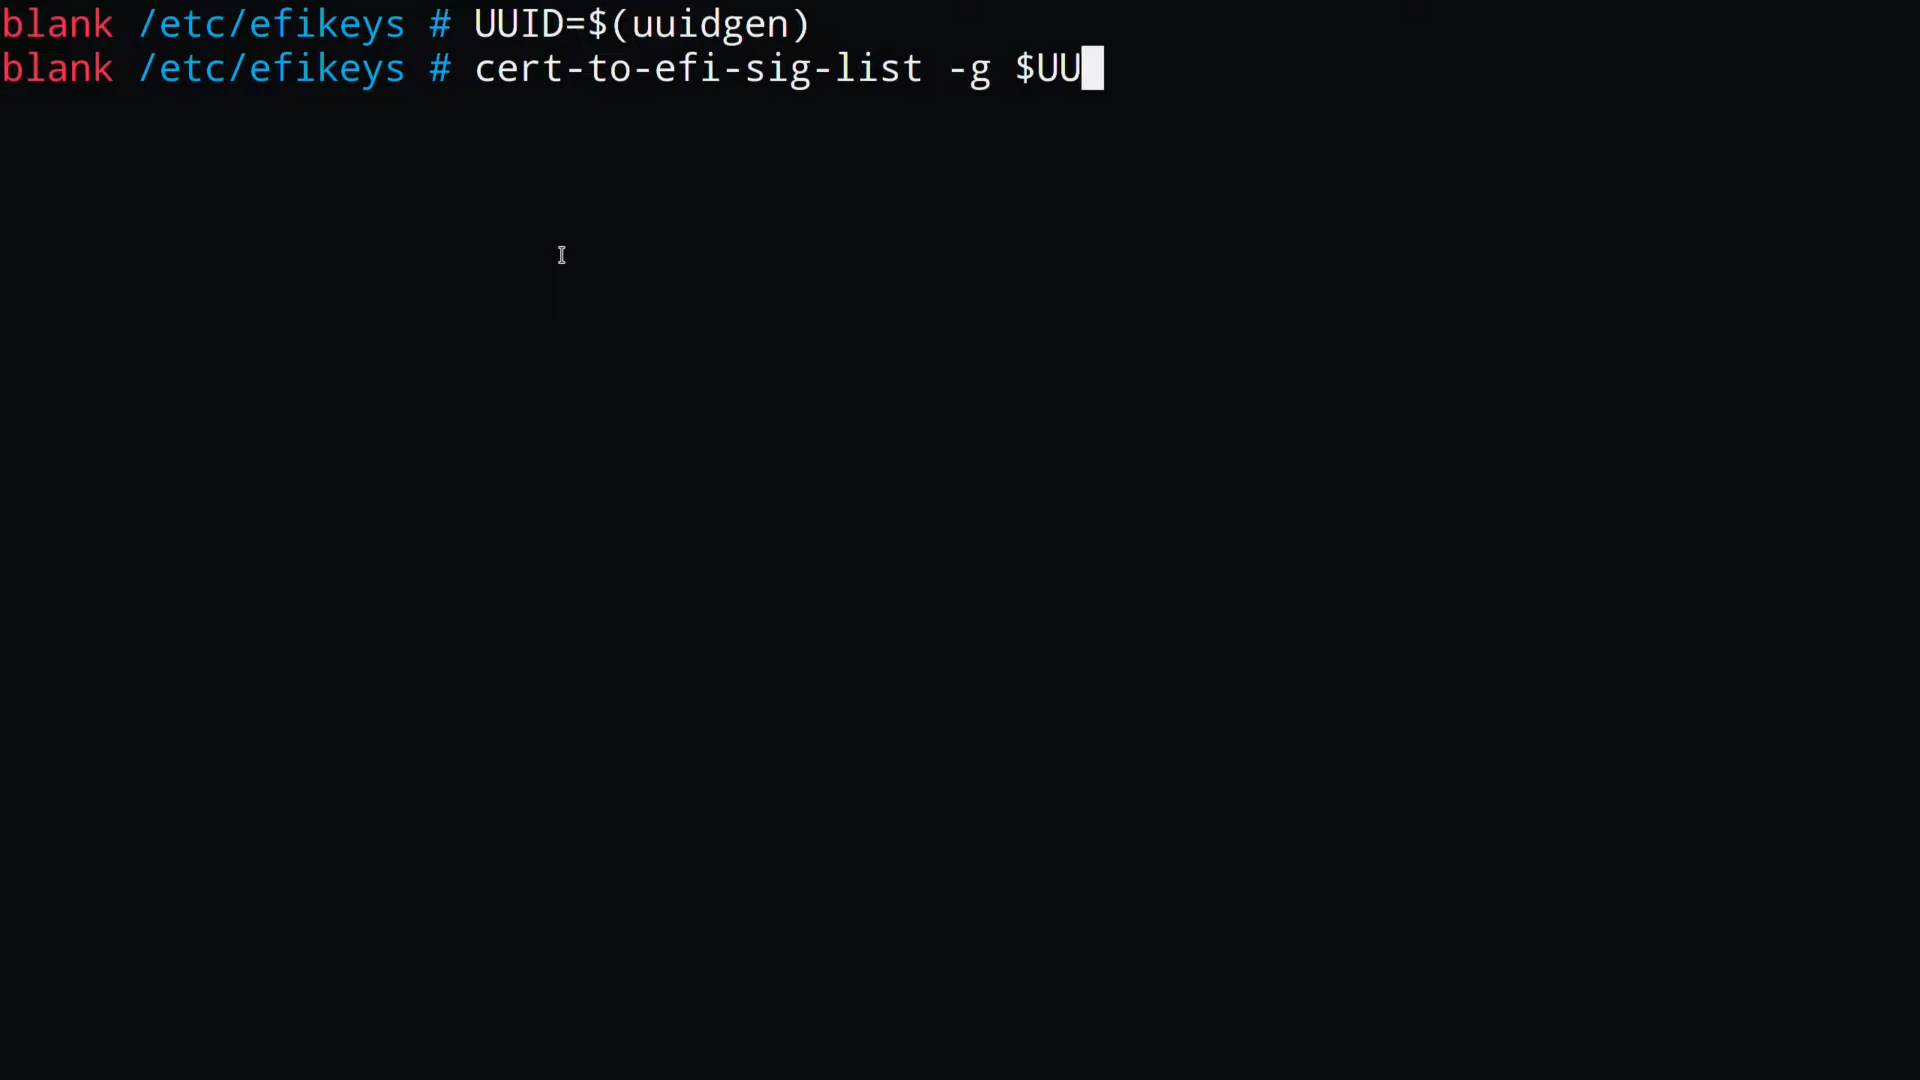 blank /etc/efikeys # UUID=$(uuidgen)
blank /etc/efikeys # cert-to-efi-sig-list -g $UU